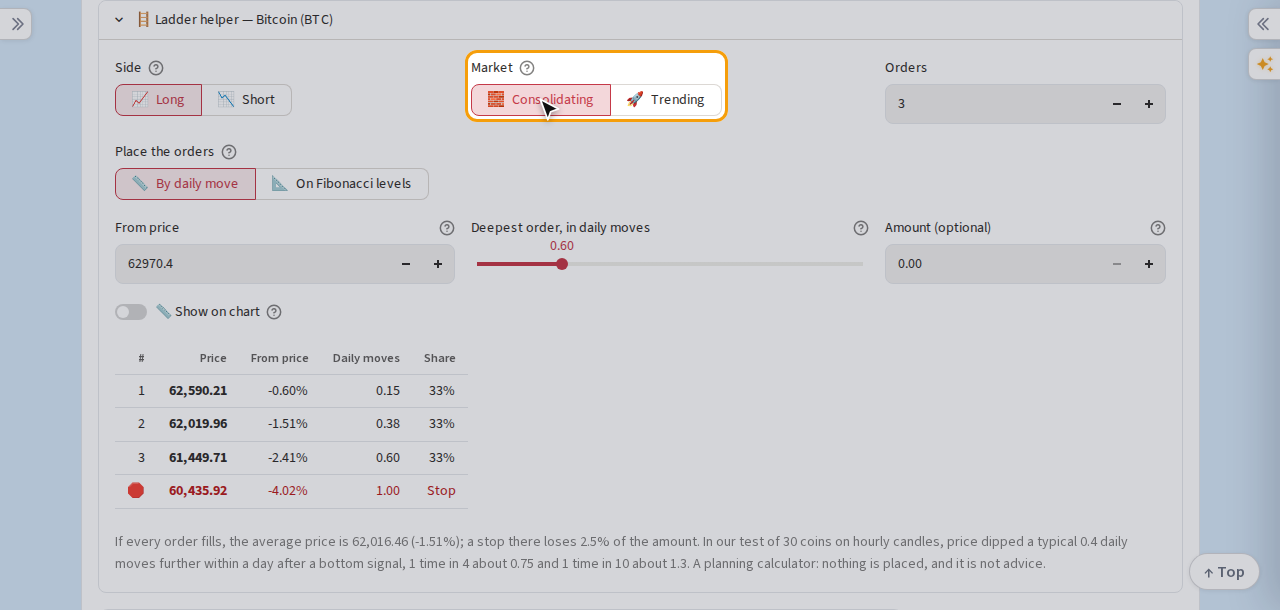 Ladder helper — Bitcoin (BTC)
Side
Market
Orders
Long
Short
Consolidating
Trending
3
Place the orders
By daily move
On Fibonacci levels
From price
Deepest order, in daily moves
Amount (optional)
0.60
62970.4
0.00
Show on chart
# Price From price Daily moves Share
1 62,590.21 -0.60% 0.15 33%
2 62,019.96 -1.51% 0.38 33%
3 61,449.71 -2.41% 0.60 33%
60,435.92 -4.02% 1.00 Stop
If every order fills, the average price is 62,016.46 (-1.51%); a stop there loses 2.5% of the amount. In our test of 30 coins on hourly candles, price dipped a typical 0.4 daily
moves further within a day after a bottom signal, 1 time in 4 about 0.75 and 1 time in 10 about 1.3. A planning calculator: nothing is placed, and it is not advice.
↑ Top